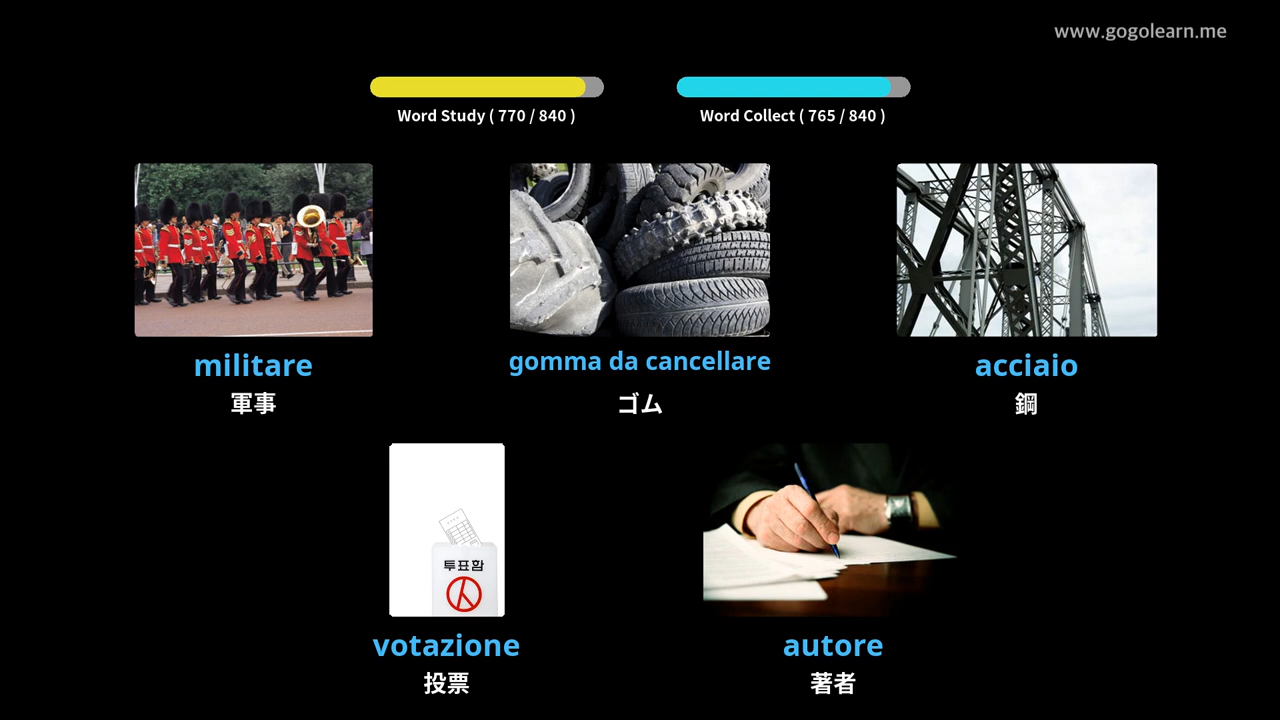 www.gogolearn.me
Word Study ( 770 / 840 )
Word Collect ( 765 / 840 )
militare
軍事
gomma da cancellare
ゴム
acciaio
鋼
투표함
votazione
投票
autore
著者